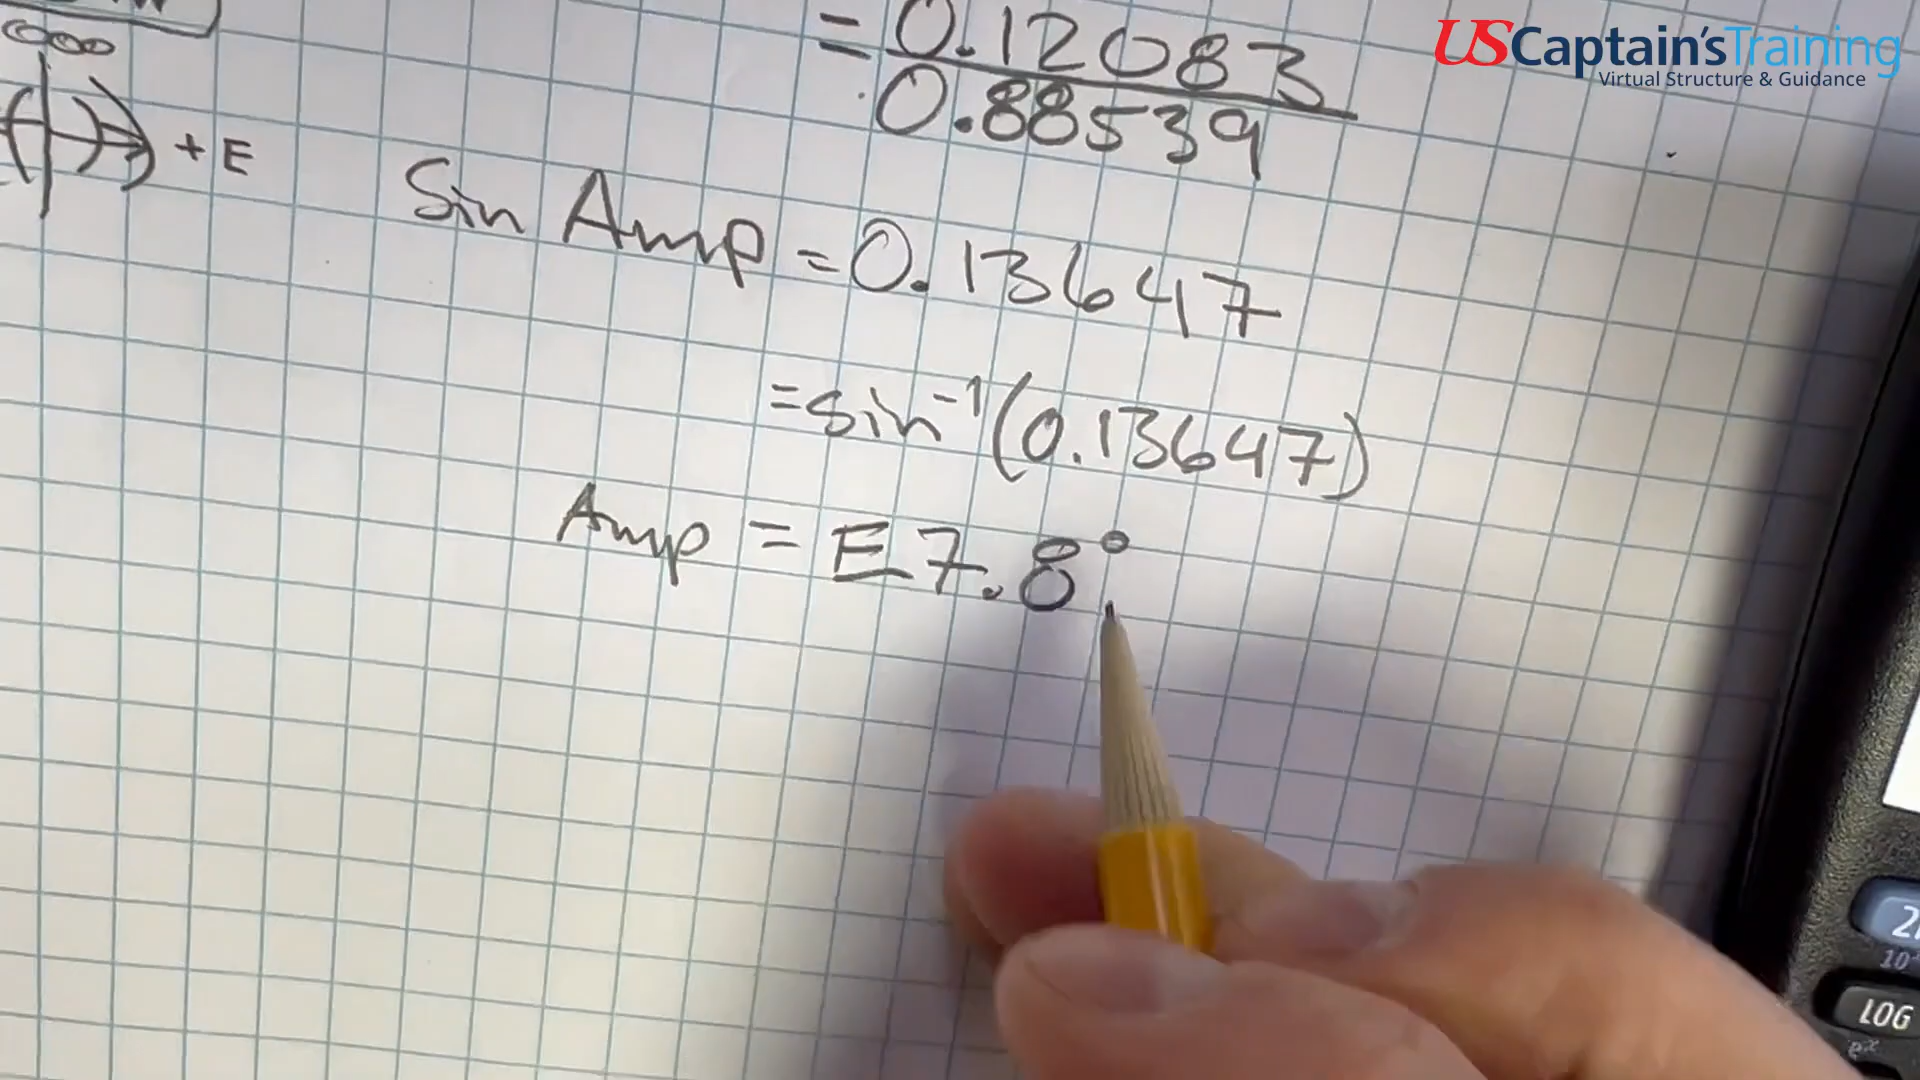 USCaptain'sTraining
Virtual Structure & Guidance
000
+E
= 0.12083
0.88539
Sin Amp = 0.13647
= sin⁻¹(0.13647)
Amp = E7.8°
LOG